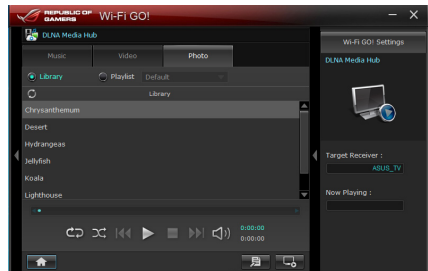 REPUBLIC OF
GAMERS
Wi-Fi GO!
DLNA Media Hub
Music
Video
Photo
Library
Playlist
Default
Library
Chrysanthemum
Desert
Hydrangeas
Jellyfish
Koala
Lighthouse
0:00:00
0:00:00
Wi-Fi GO! Settings
DLNA Media Hub
Target Receiver :
ASUS_TV
Now Playing :